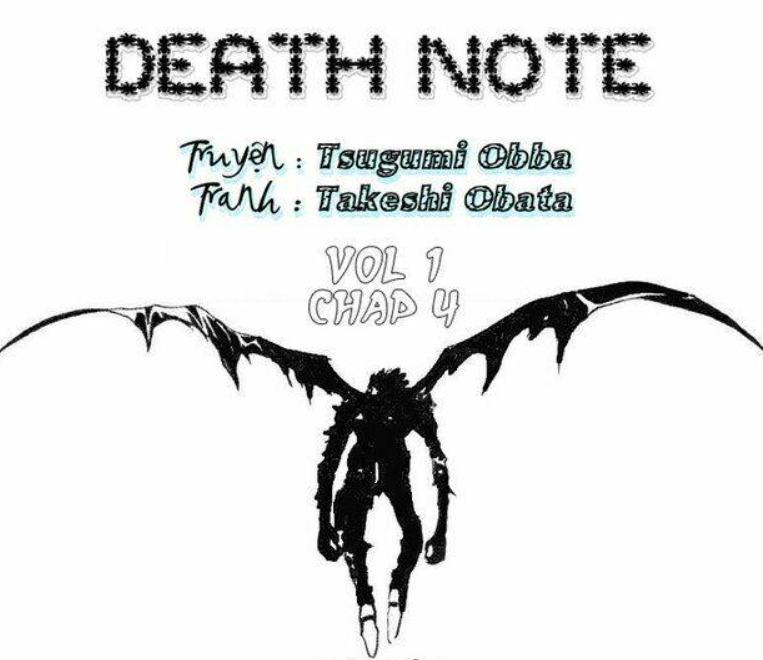 DEATH NOTE
Truyện : Tsugumi Obba
Tranh : Takeshi Obata
VOL 1
CHAP 4